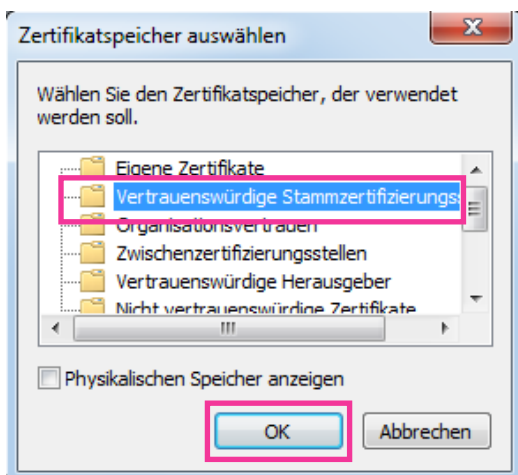 Zertifikatspeicher auswählen
Wählen Sie den Zertifikatspeicher, der verwendet
werden soll.
Eigene Zertifikate
Vertrauenswürdige Stammzertifizierungs
Organisationsvertrauen
Zwischenzertifizierungsstellen
Vertrauenswürdige Herausgeber
Nicht vertrauenswürdige Zertifikate
Physikalischen Speicher anzeigen
OK
Abbrechen